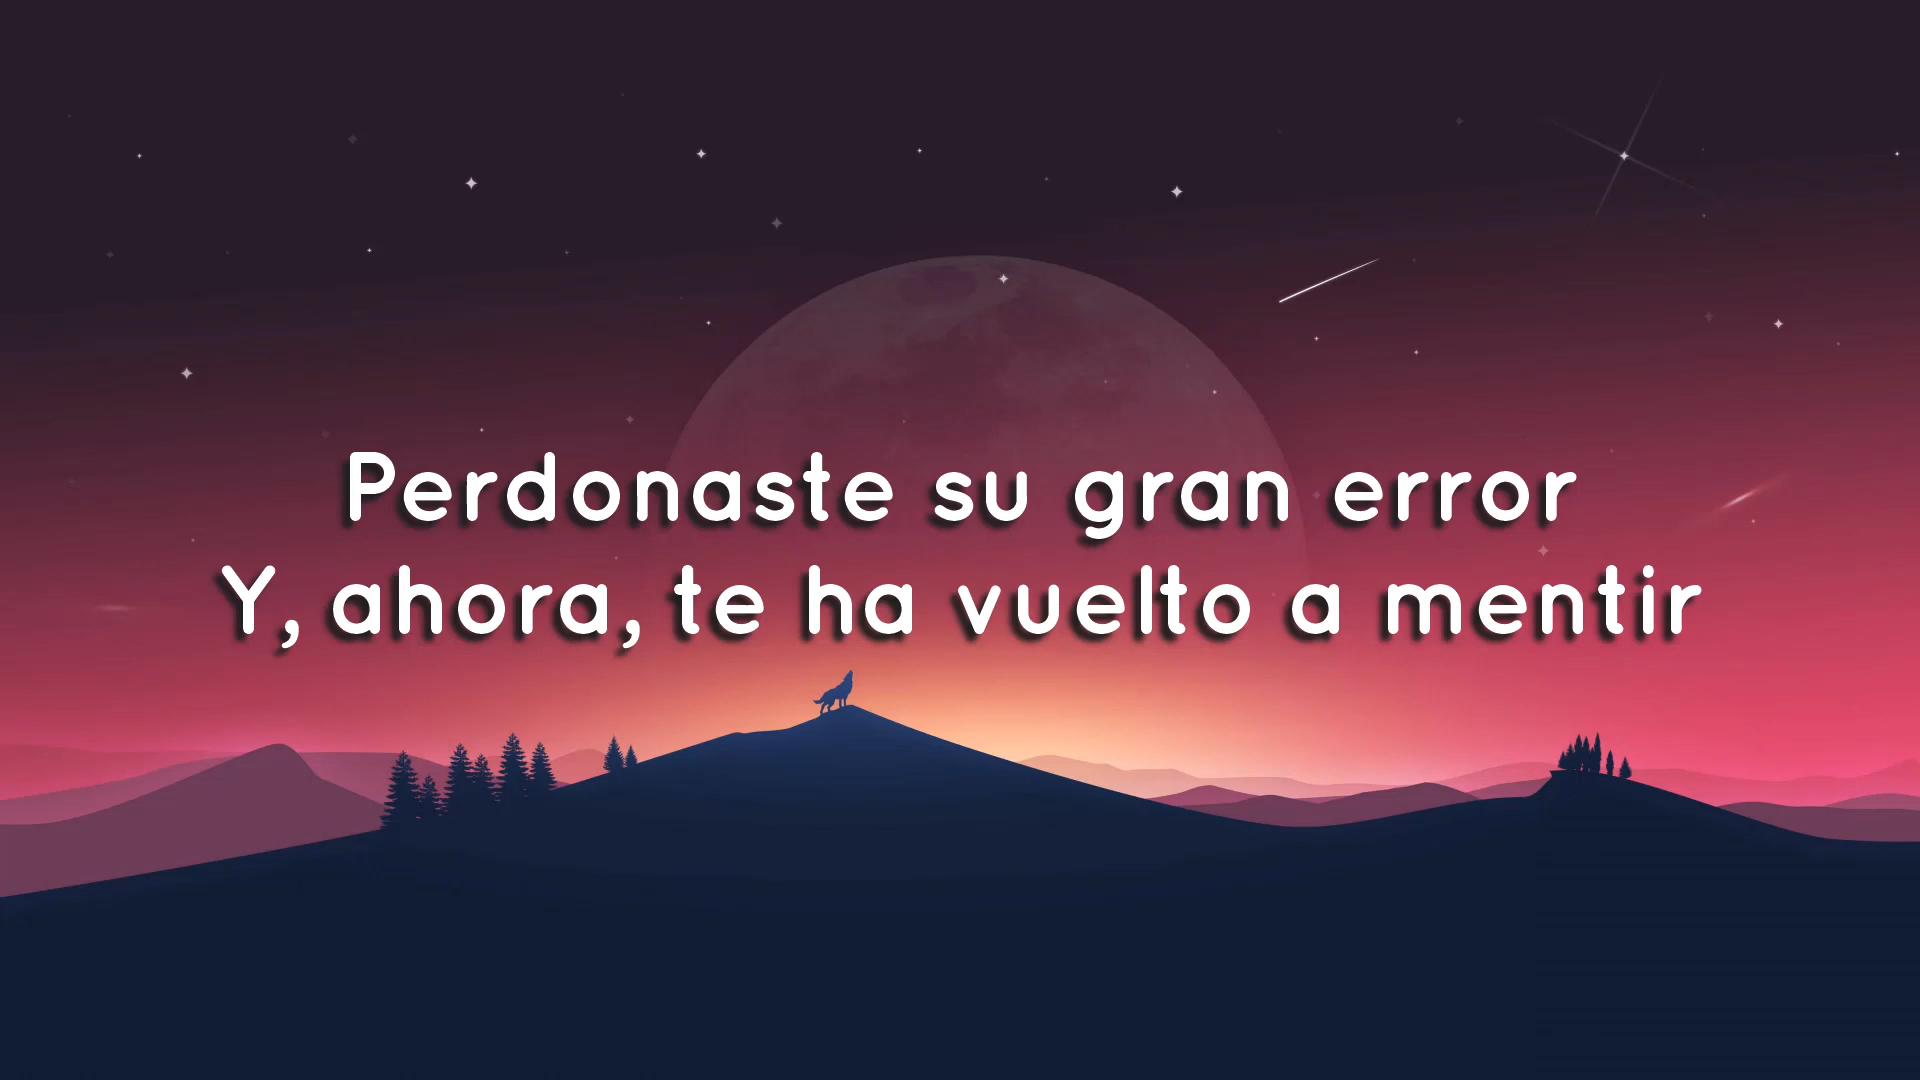 Perdonaste su gran error
Y, ahora, te ha vuelto a mentir